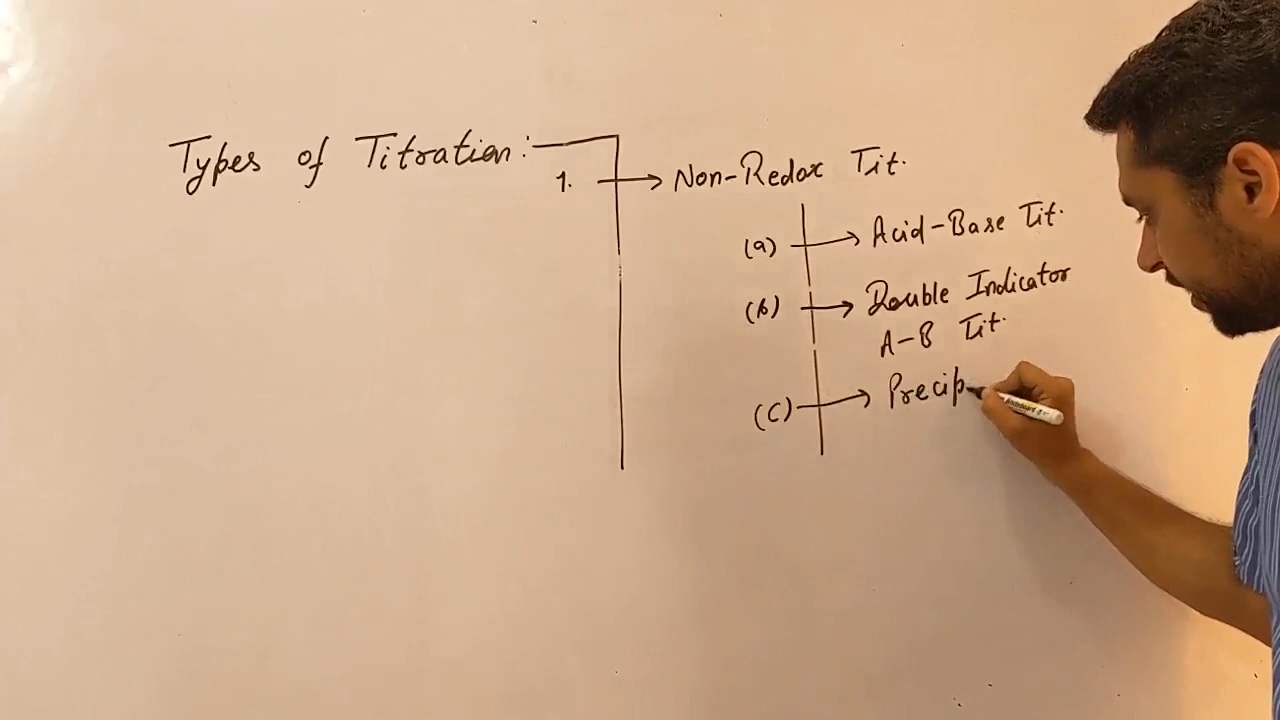 Types of Titration:
1. → Non-Redox Tit.
(a) → Acid-Base Tit.
(b) → Double Indicator
A-B Tit.
(C) → Precip